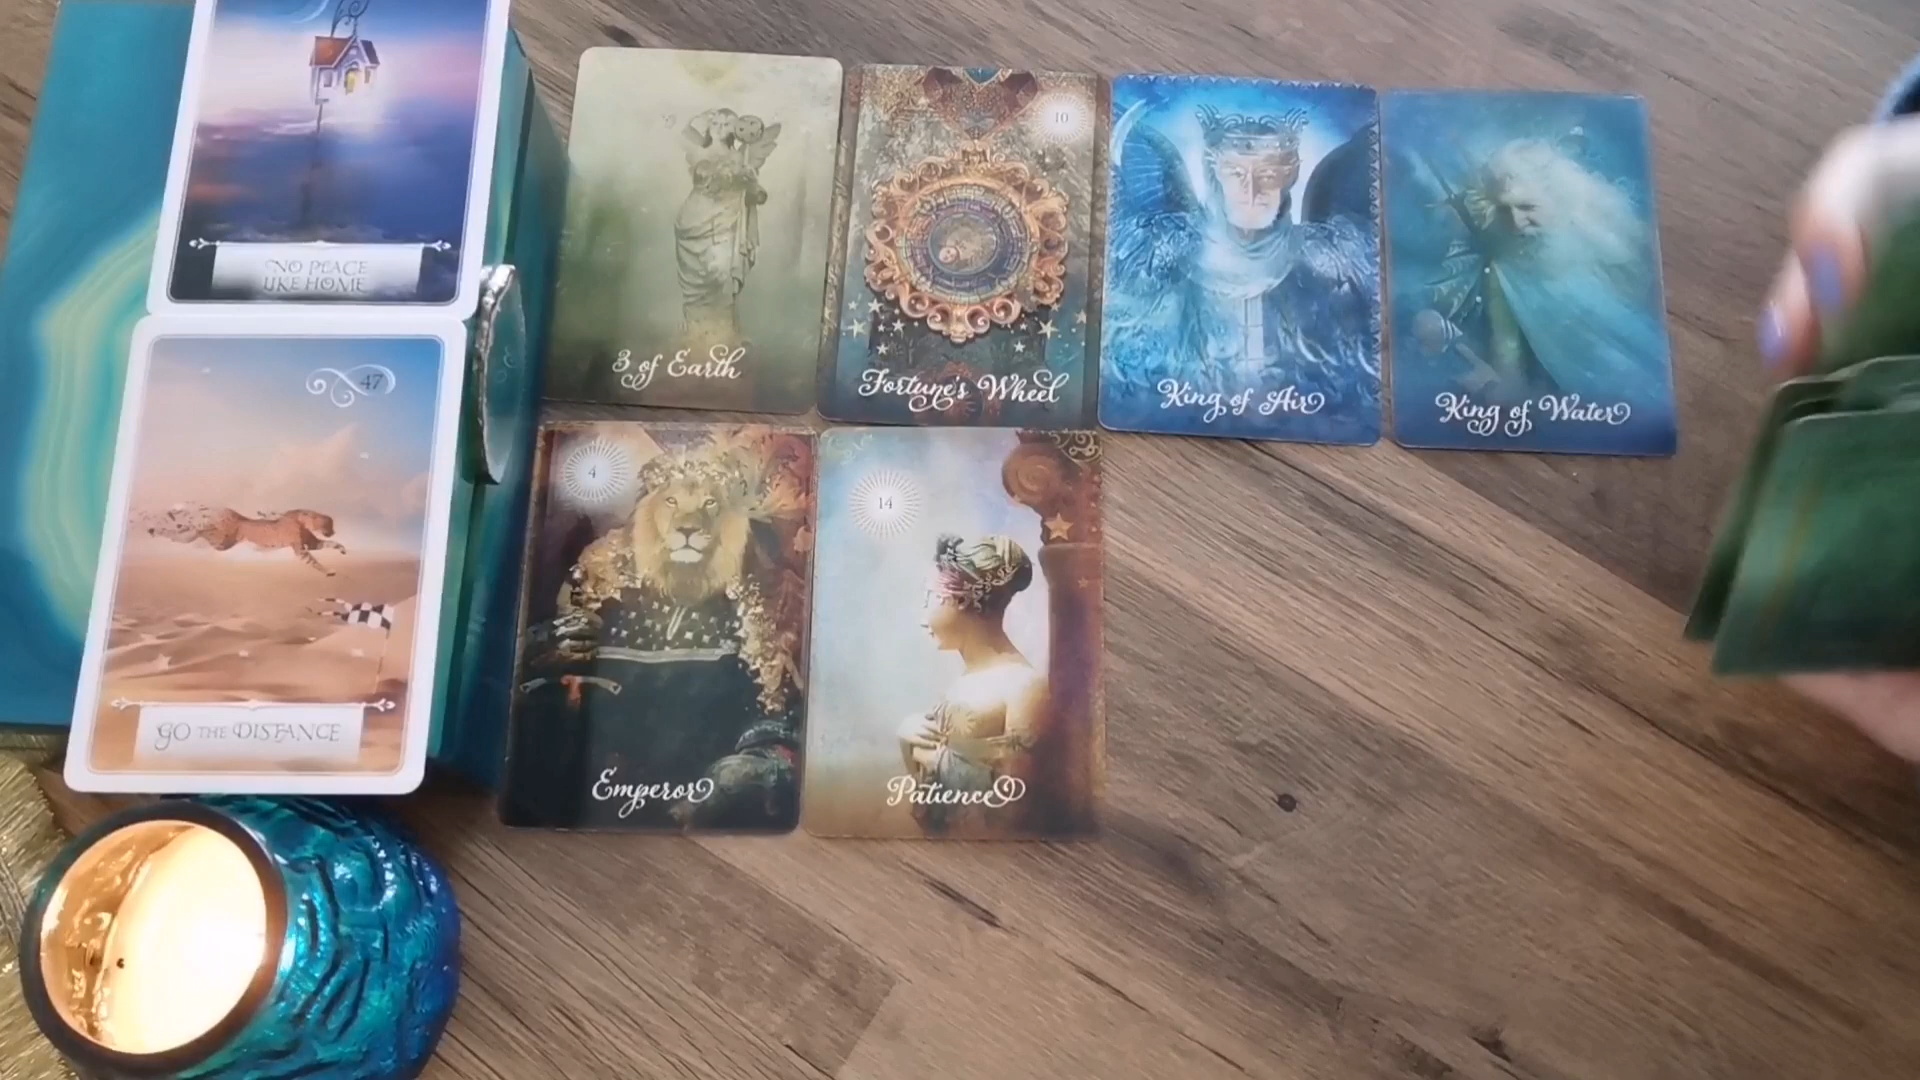 NO PLACE
LIKE HOME
47
GO THE DISTANCE
3 of Earth
10
Fortune's Wheel
King of Air
King of Water
4
Emperor
14
Patience